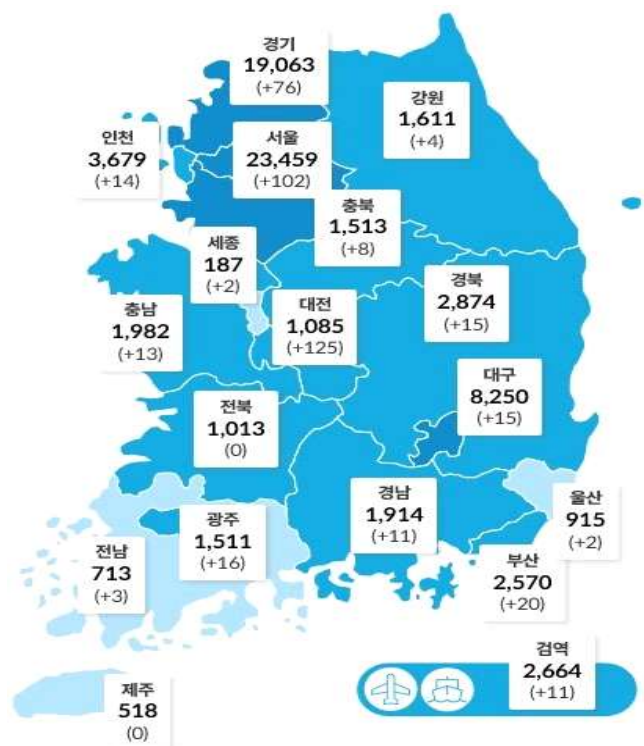 경기
19,063
(+76)
강원
1,611
(+4)
인천
3,679
(+14)
서울
23,459
(+102)
충북
1,513
(+8)
세종
187
(+2)
경북
2,874
(+15)
충남
1,982
(+13)
대전
1,085
(+125)
대구
8,250
(+15)
전북
1,013
(0)
경남
1,914
(+11)
울산
915
(+2)
광주
1,511
(+16)
전남
713
(+3)
부산
2,570
(+20)
검역
2,664
(+11)
제주
518
(0)